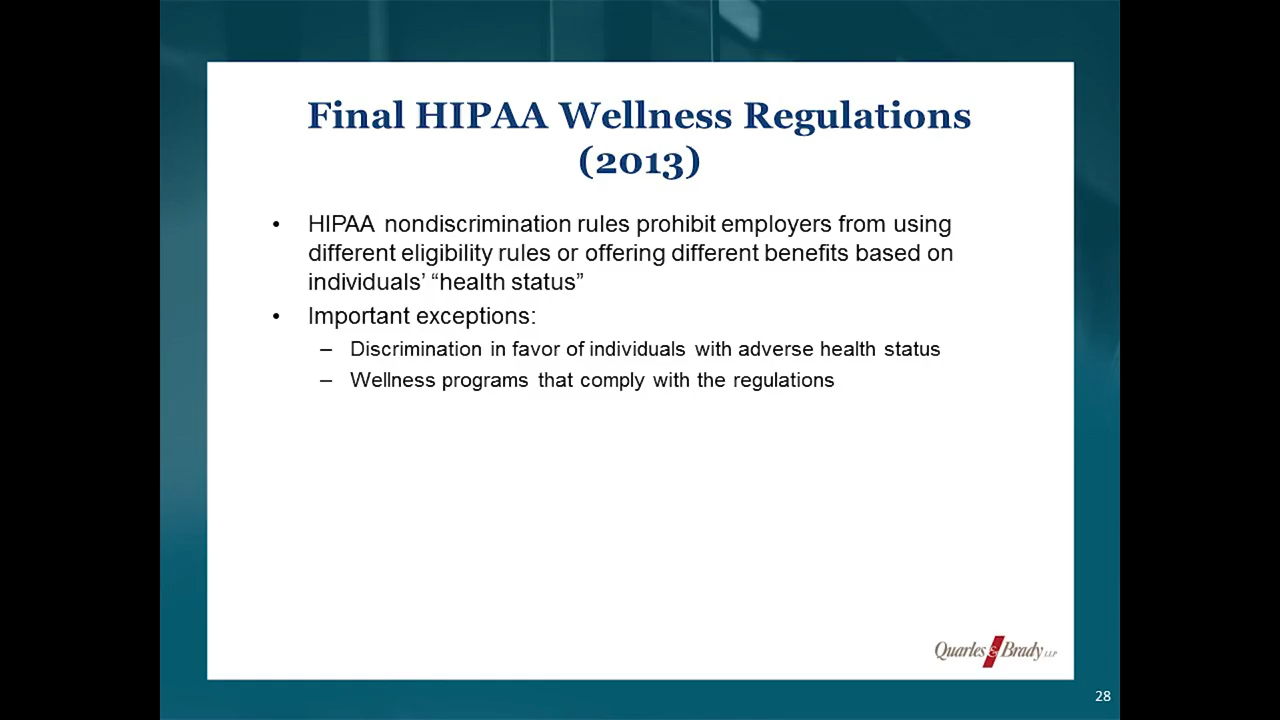 Final HIPAA Wellness Regulations
(2013)
• HIPAA nondiscrimination rules prohibit employers from using
different eligibility rules or offering different benefits based on
individuals’ “health status”
• Important exceptions:
– Discrimination in favor of individuals with adverse health status
– Wellness programs that comply with the regulations
Quarles & Brady LLP
28